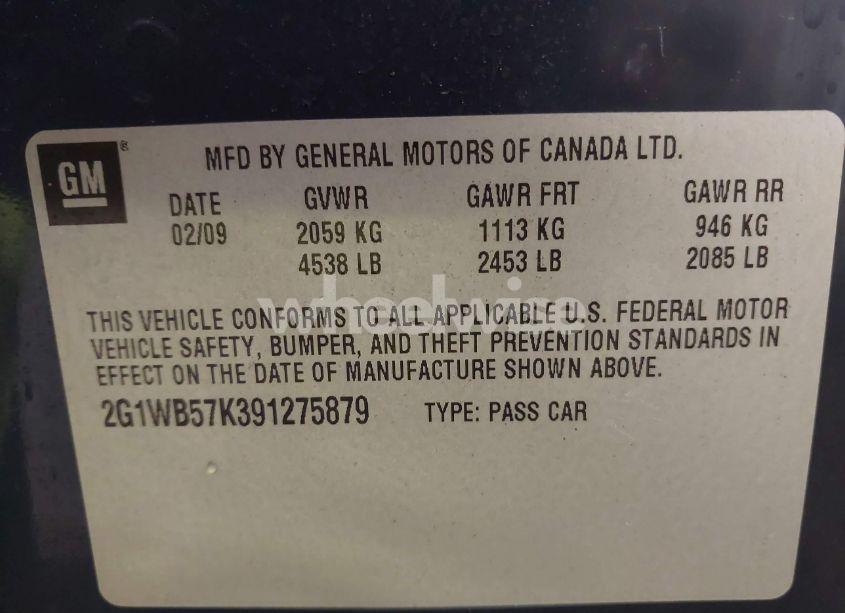 GM®
MFD BY GENERAL MOTORS OF CANADA LTD.
DATE GVWR GAWR FRT GAWR RR
02/09 2059 KG 1113 KG 946 KG
4538 LB 2453 LB 2085 LB
THIS VEHICLE CONFORMS TO ALL APPLICABLE U.S. FEDERAL MOTOR
VEHICLE SAFETY, BUMPER, AND THEFT PREVENTION STANDARDS IN
EFFECT ON THE DATE OF MANUFACTURE SHOWN ABOVE.
2G1WB57K391275879 TYPE: PASS CAR
wheelwise